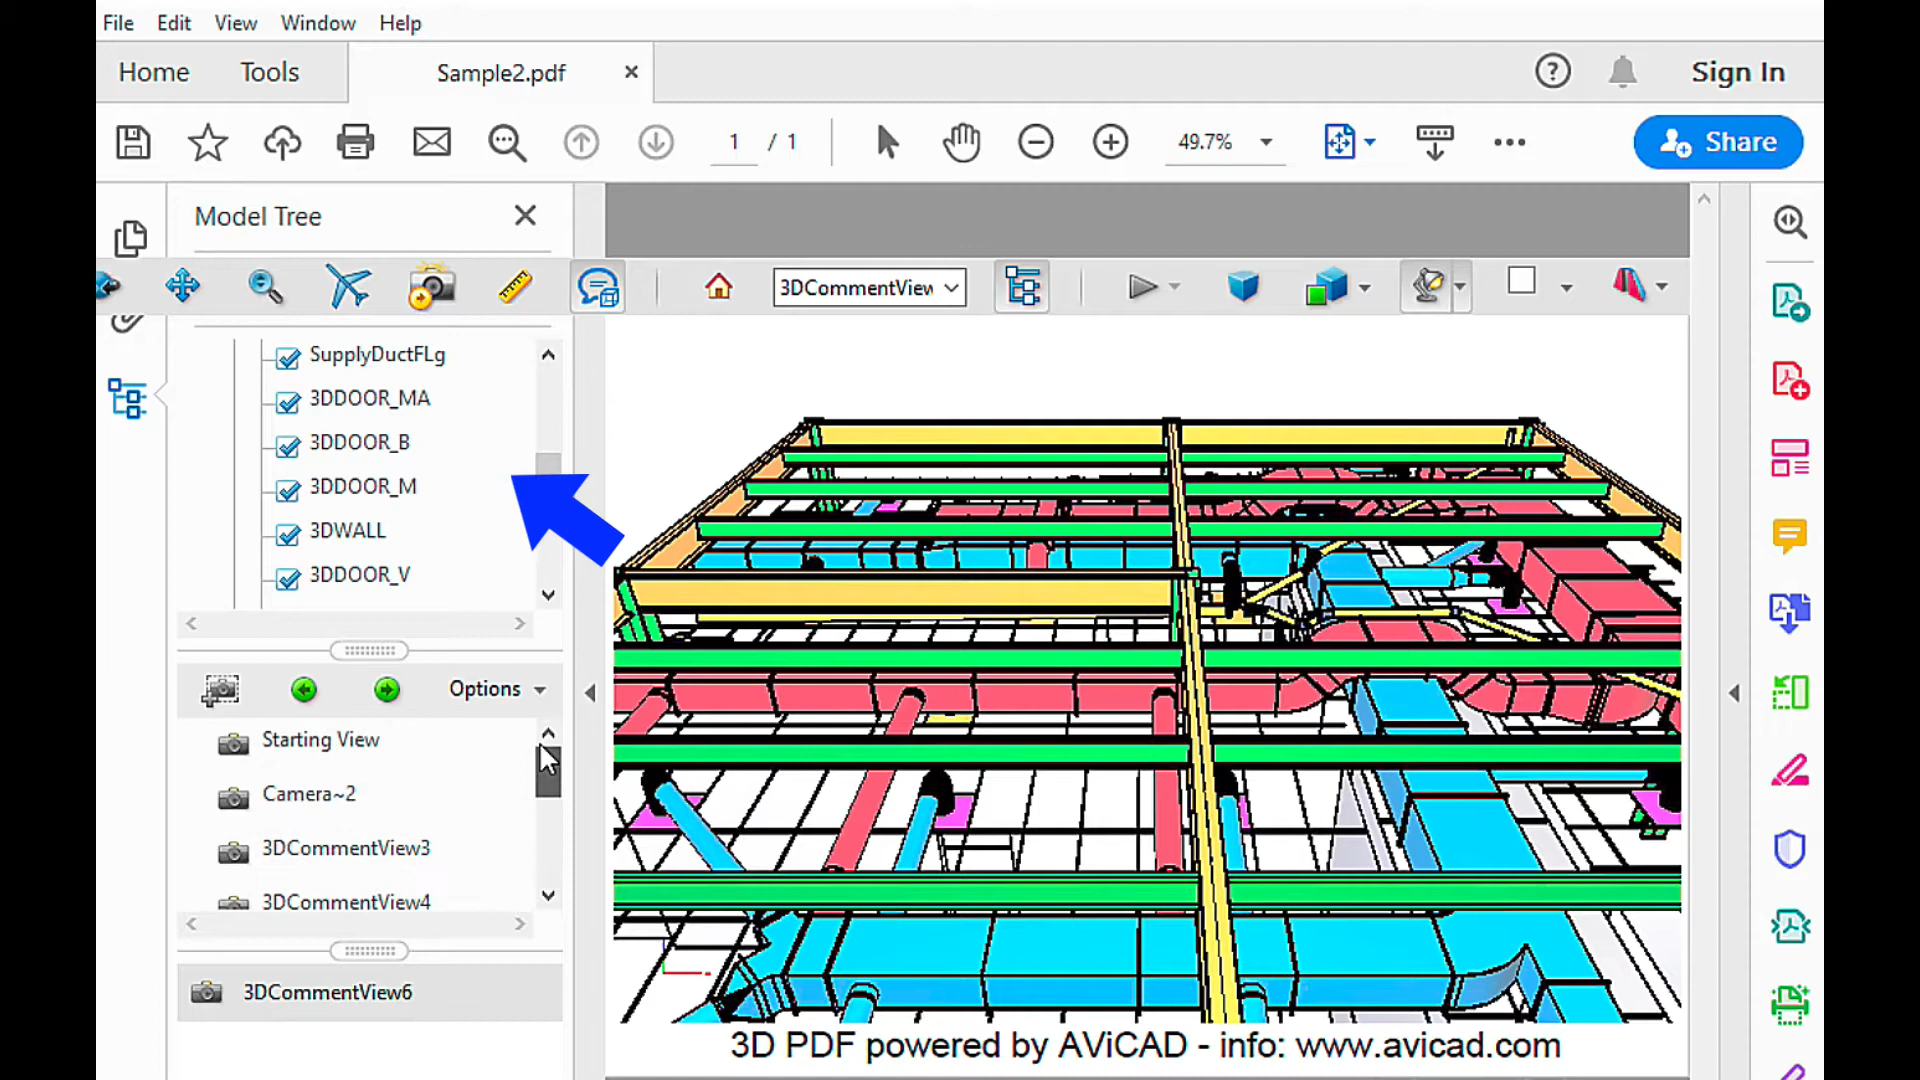 File Edit View Window Help
Home Tools Sample2.pdf Sign In
1 / 1 49.7% Share
Model Tree
3DCommentView
SupplyDuctFLg
3DDOOR_MA
3DDOOR_B
3DDOOR_M
3DWALL
3DDOOR_V
Options
Starting View
Camera~2
3DCommentView3
3DCommentView4
3DCommentView6
3D PDF powered by AViCAD - info: www.avicad.com